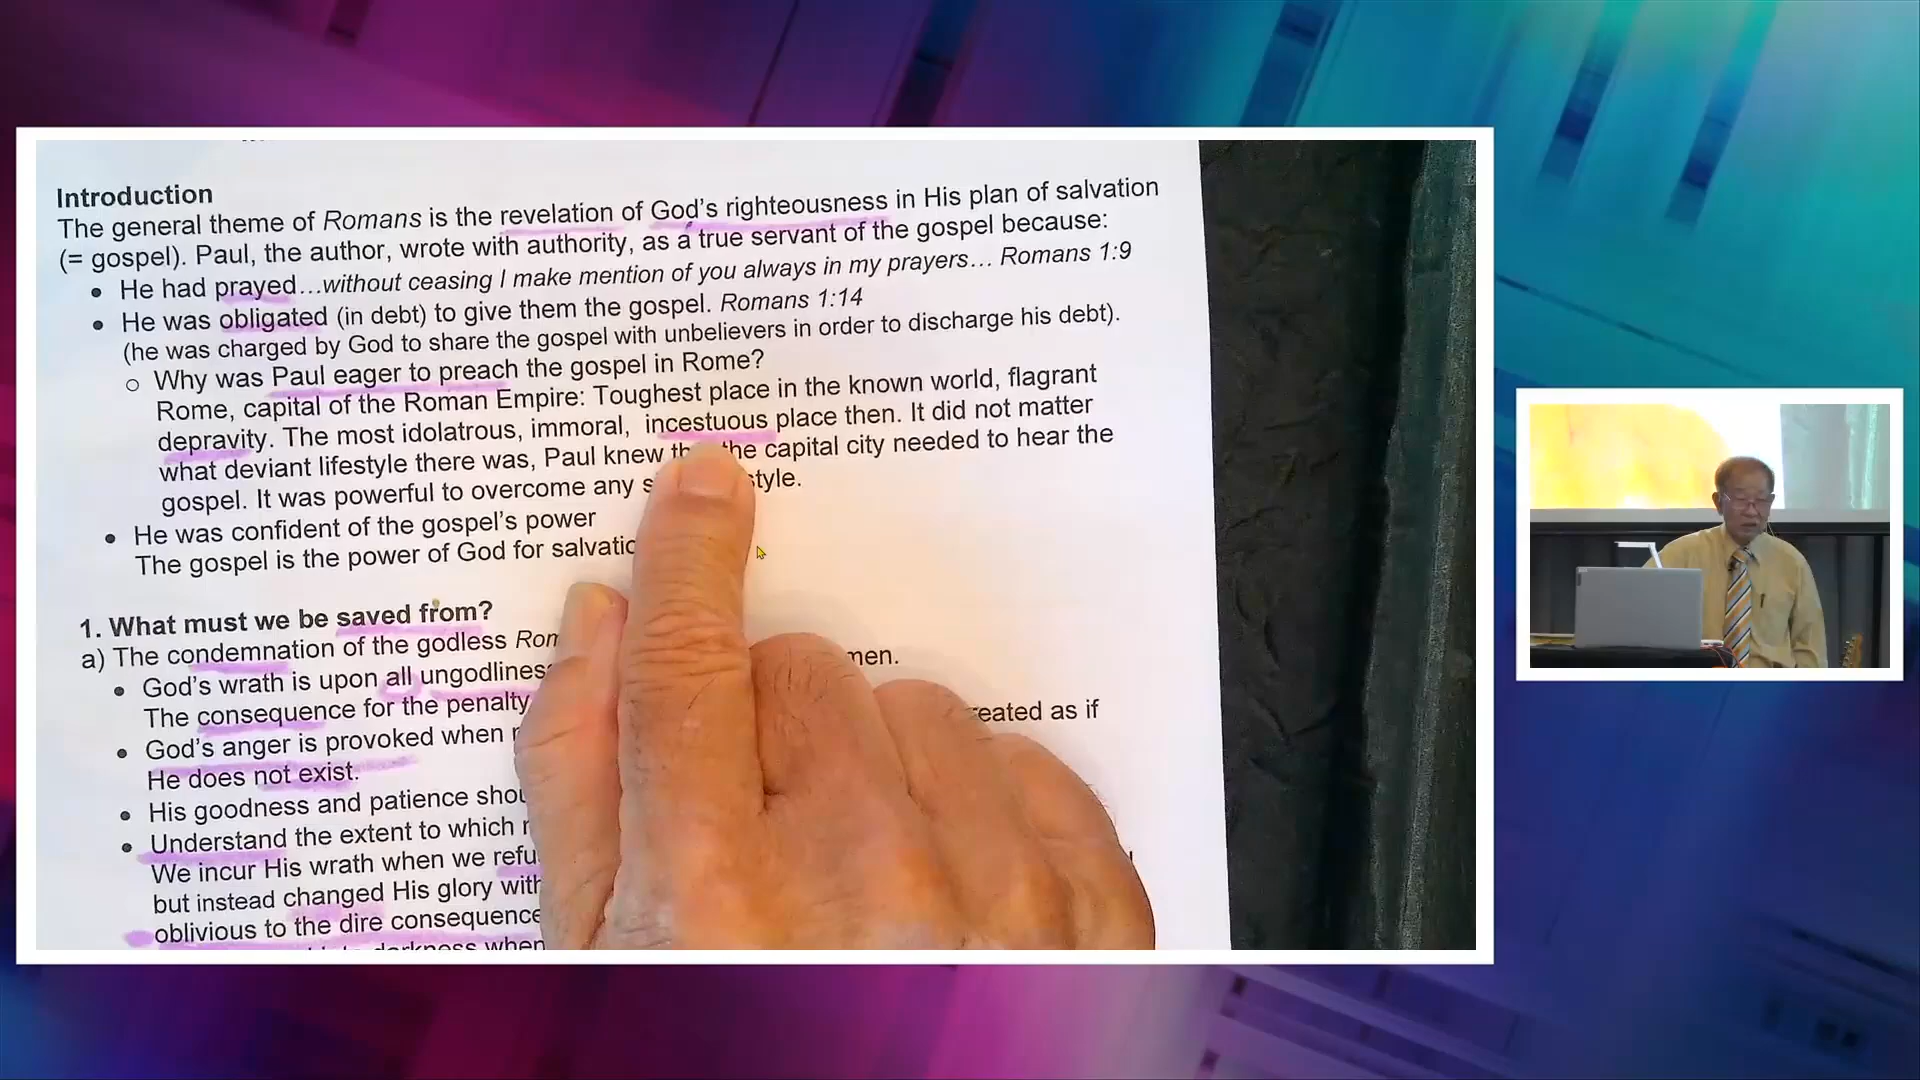 Introduction
The general theme of Romans is the revelation of God's righteousness in His plan of salvation
(= gospel). Paul, the author, wrote with authority, as a true servant of the gospel because:
• He had prayed…without ceasing I make mention of you always in my prayers… Romans 1:9
• He was obligated (in debt) to give them the gospel. Romans 1:14
(he was charged by God to share the gospel with unbelievers in order to discharge his debt).
○ Why was Paul eager to preach the gospel in Rome?
Rome, capital of the Roman Empire: Toughest place in the known world, flagrant
depravity. The most idolatrous, immoral, incestuous place then. It did not matter
what deviant lifestyle there was, Paul knew the capital city needed to hear the
gospel. It was powerful to overcome any
• He was confident of the gospel's power
The gospel is the power of God for
1. What must we be saved from?
a) The condemnation of the godless men.
• God's wrath is upon all
The consequence for the penalty
• God's anger is provoked when as if
He does not exist.
• His goodness and patience
• Understand the extent to which
We incur His wrath when we
but instead changed His glory with
oblivious to the dire
darkness when